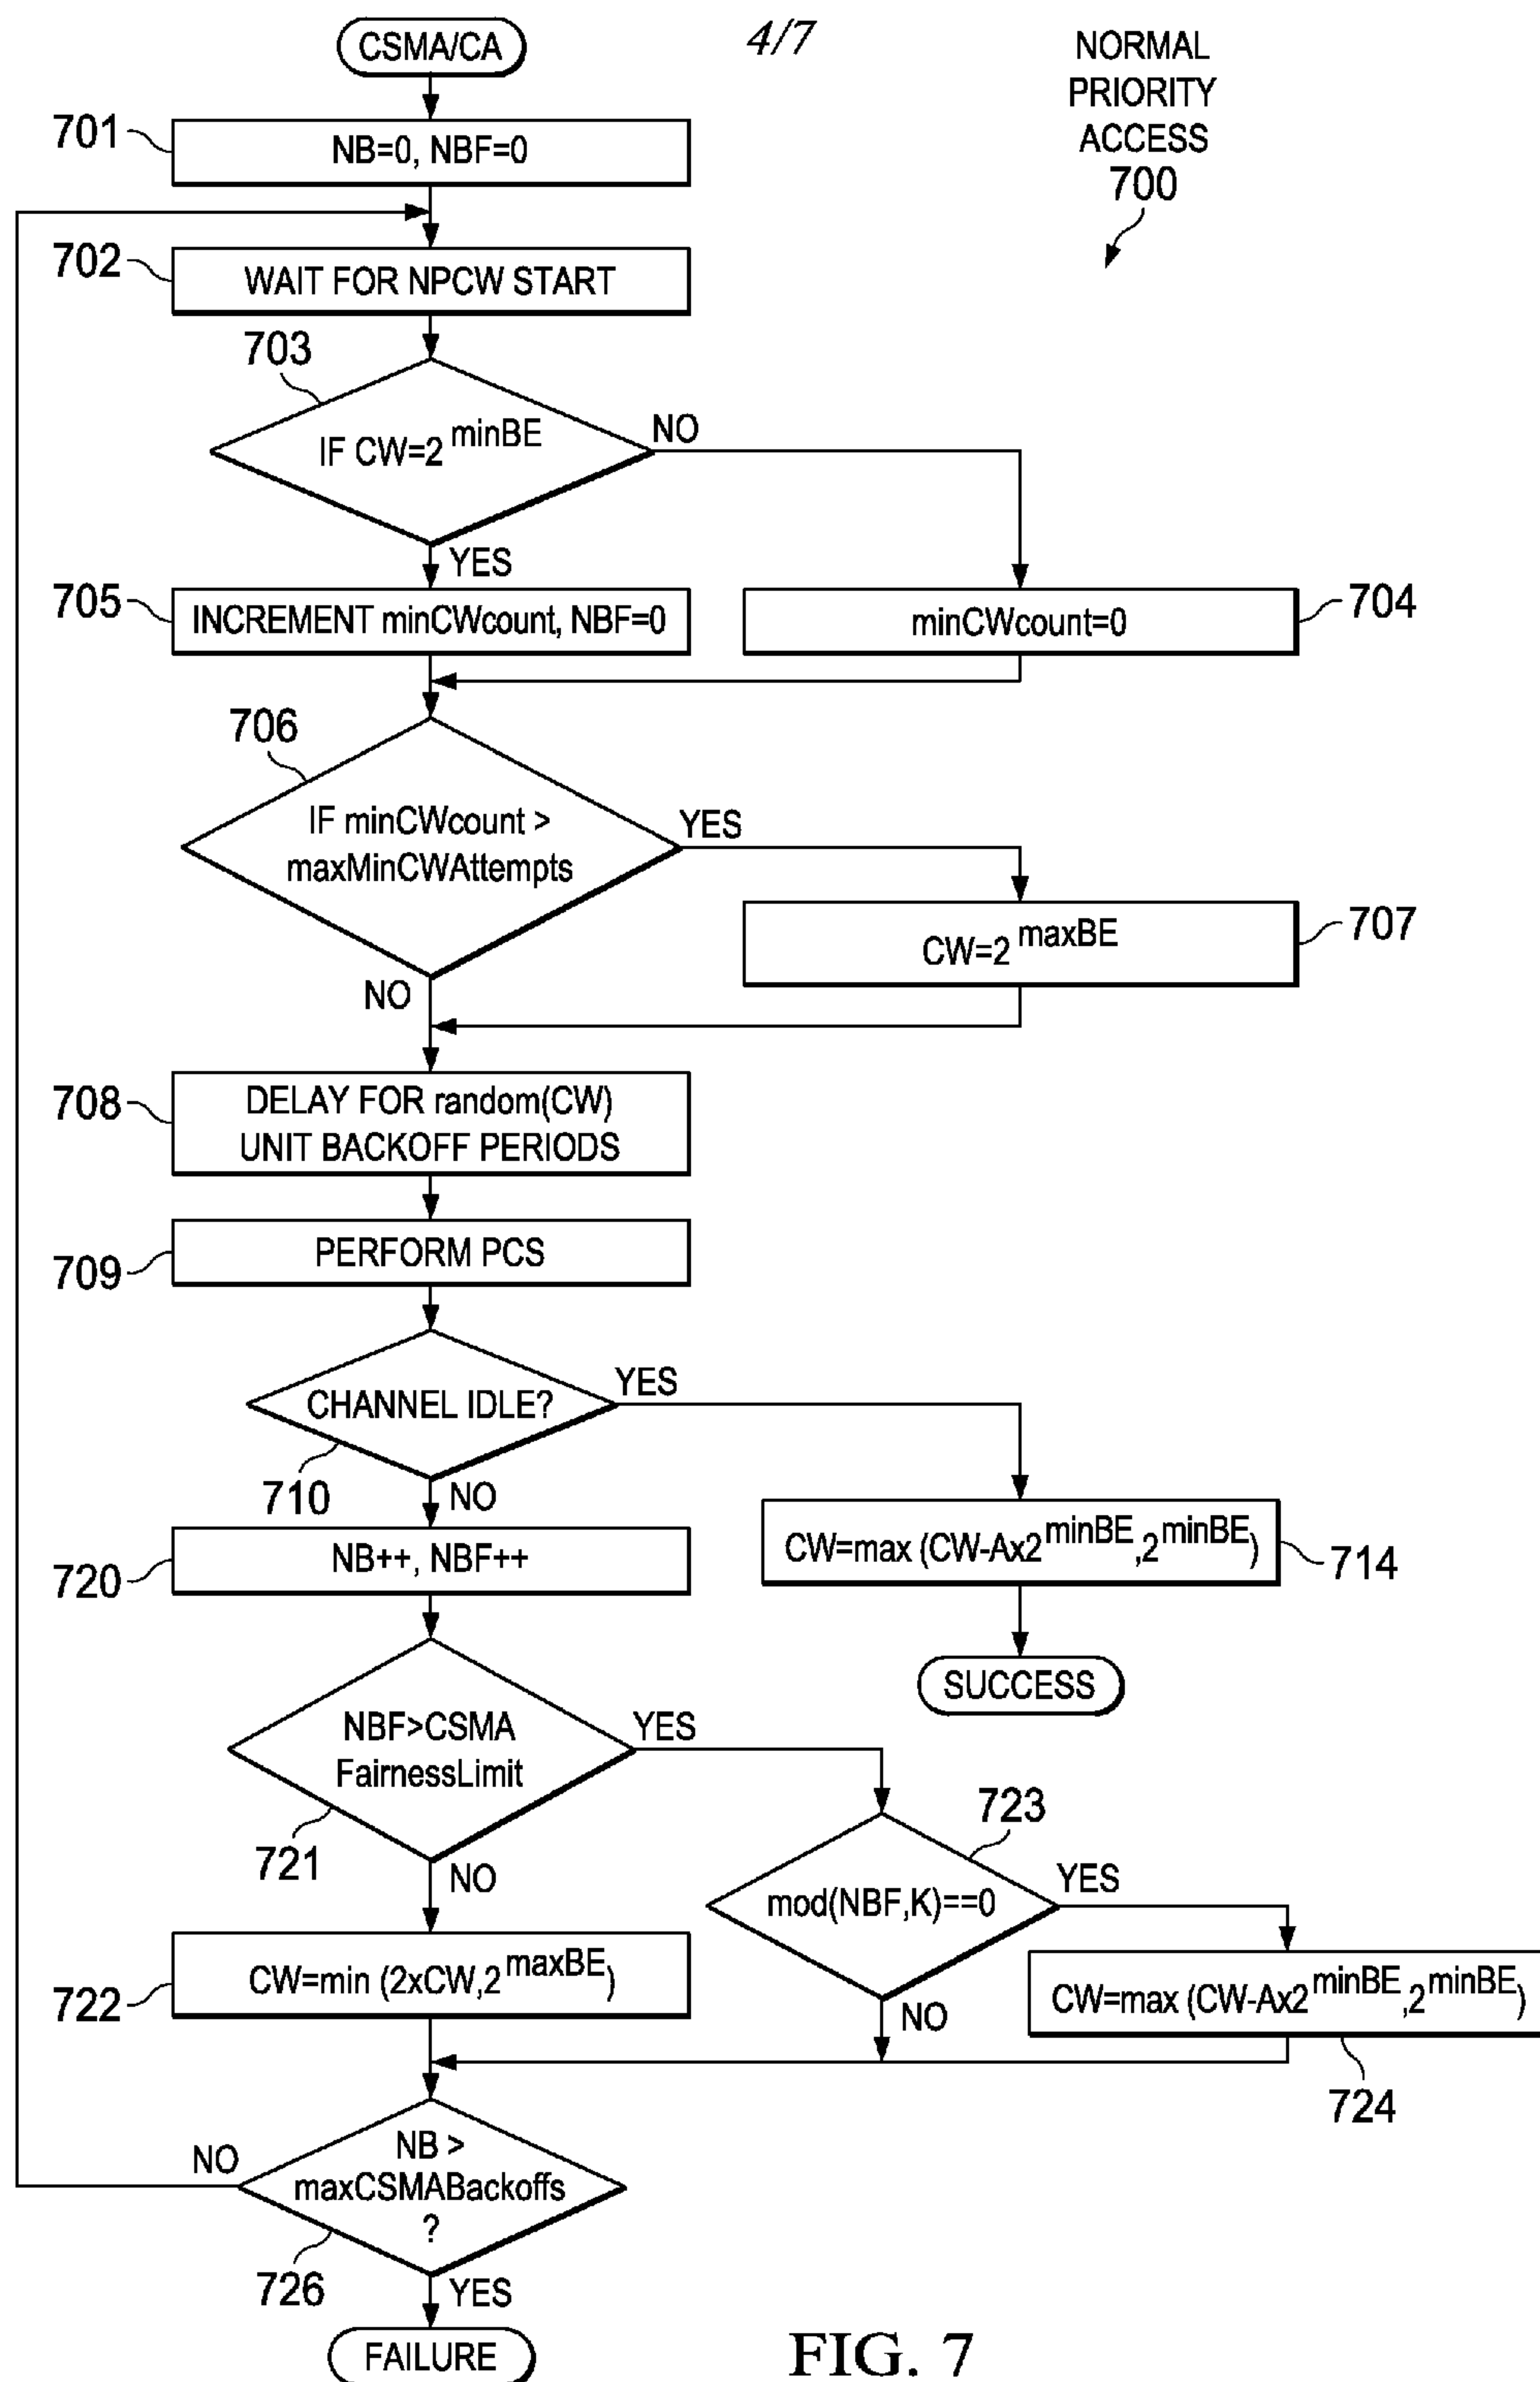 4/7
NORMAL
PRIORITY
ACCESS
700
CSMA/CA
701
NB=0, NBF=0
702
WAIT FOR NPCW START
703
IF CW=2^minBE
NO
YES
705
INCREMENT minCWcount, NBF=0
minCWcount=0
704
706
IF minCWcount >
maxMinCWAttempts
YES
CW=2^maxBE
707
NO
708
DELAY FOR random(CW)
UNIT BACKOFF PERIODS
709
PERFORM PCS
CHANNEL IDLE?
YES
710
NO
CW=max (CW-Ax2^minBE,2^minBE)
714
720
NB++, NBF++
SUCCESS
NBF>CSMA
FairnessLimit
YES
721
NO
723
mod(NBF,K)==0
YES
NO
722
CW=min (2xCW,2^maxBE)
CW=max (CW-Ax2^minBE,2^minBE)
724
NB >
maxCSMABackoffs
?
NO
726
YES
FAILURE
FIG. 7